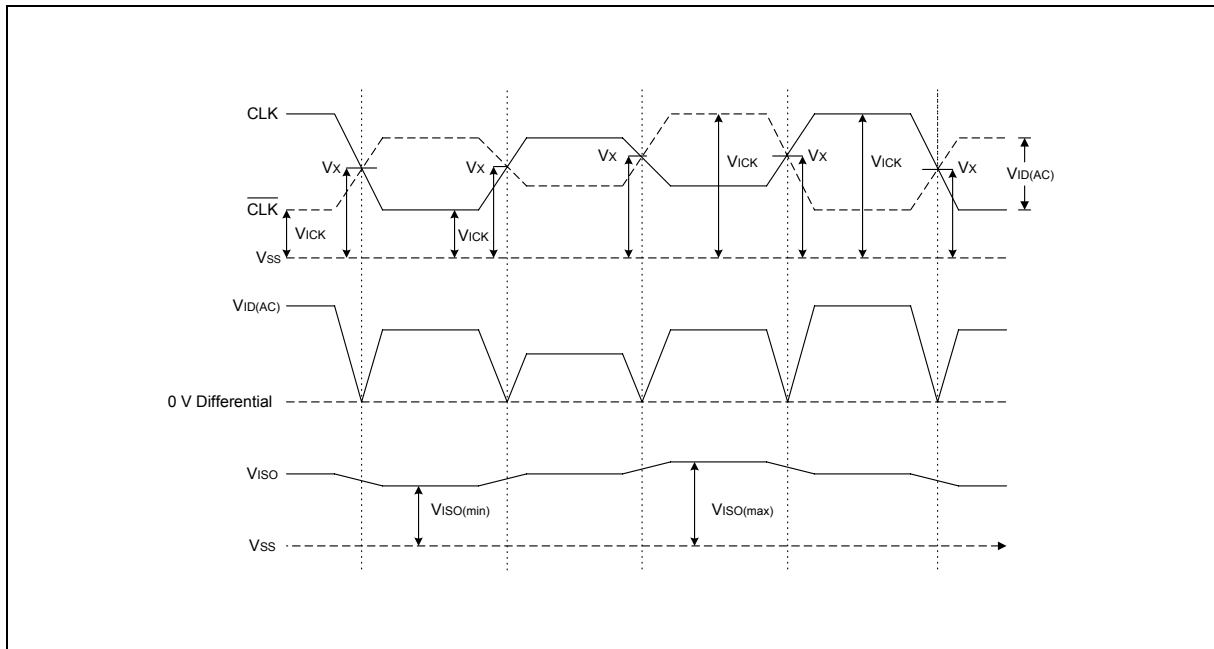 CLK
VX
VX
VX
VICK
VX
VICK
VX
VID(AC)
CLK
VICK
VICK
VSS
VID(AC)
0 V Differential
VISO
VISO(min)
VISO(max)
VSS